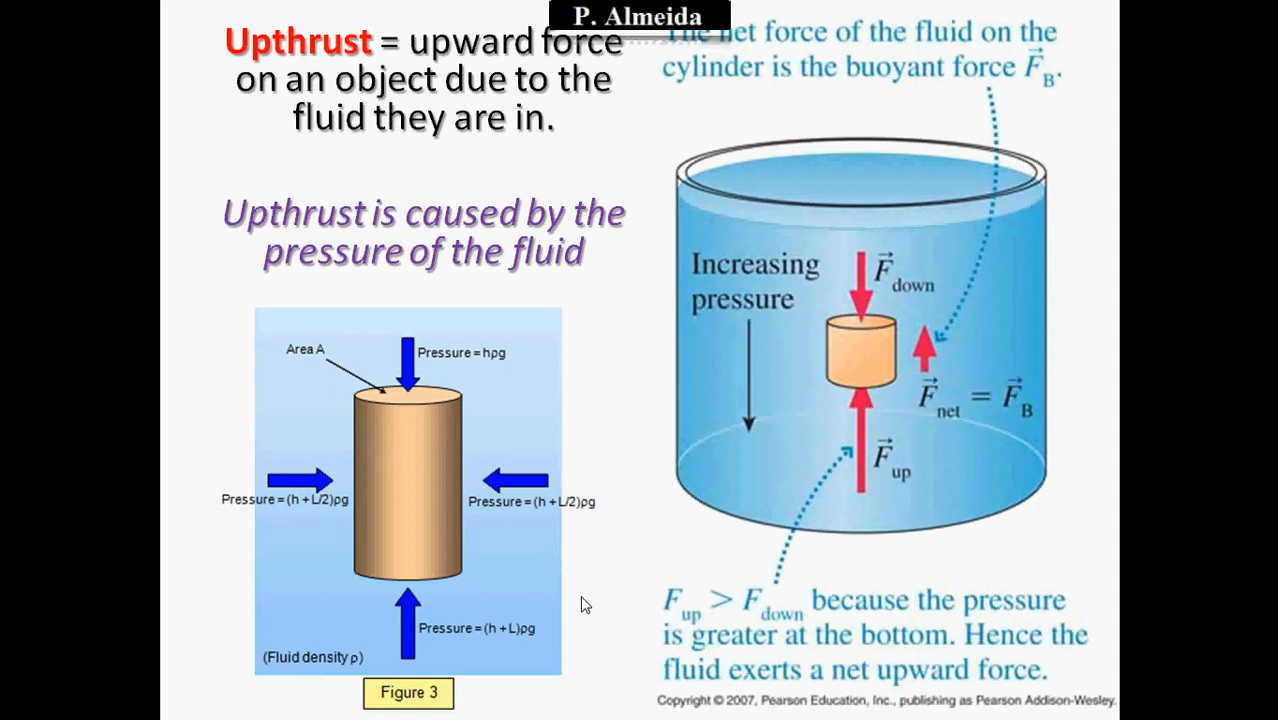 P. Almeida
Upthrust = upward force
on an object due to the
fluid they are in.
Upthrust is caused by the
pressure of the fluid
Area A
Pressure = hρg
Pressure = (h + L/2)ρg
Pressure = (h + L/2)ρg
Pressure = (h + L)ρg
(Fluid density ρ)
Figure 3
The net force of the fluid on the
cylinder is the buoyant force F⃗B.
Increasing
pressure
F⃗down
F⃗net = F⃗B
F⃗up
Fup > Fdown because the pressure
is greater at the bottom. Hence the
fluid exerts a net upward force.
Copyright © 2007, Pearson Education, Inc., publishing as Pearson Addison-Wesley.